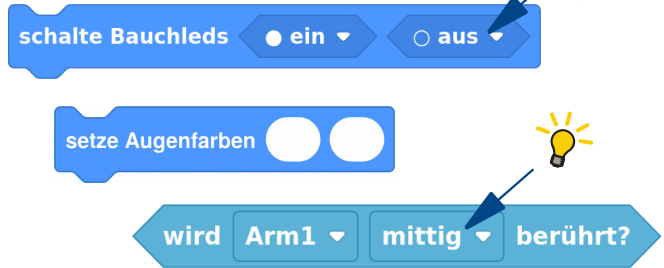 schalte Bauchleds ein aus
setze Augenfarben
wird Arm1 mittig berührt?